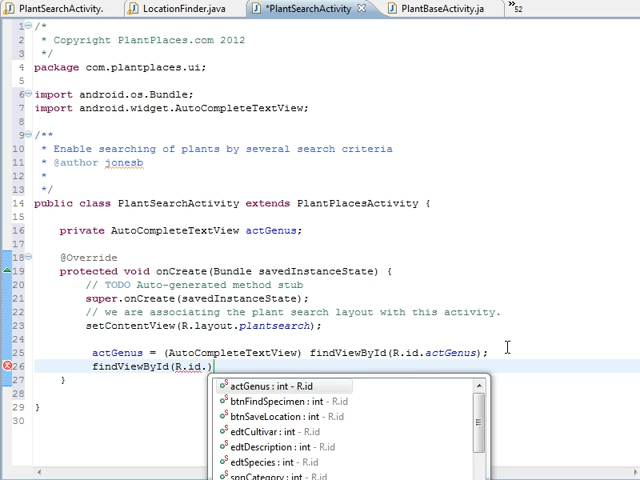 PlantSearchActivity. LocationFinder.java *PlantSearchActivity PlantBaseActivity.ja »52
1 /*
2 * Copyright PlantPlaces.com 2012
3 */
4 package com.plantplaces.ui;
5
6 import android.os.Bundle;
7 import android.widget.AutoCompleteTextView;
8
9 /**
10 * Enable searching of plants by several search criteria
11 * @author jonesb
12 *
13 */
14 public class PlantSearchActivity extends PlantPlacesActivity {
15
16 private AutoCompleteTextView actGenus;
17
18 @Override
19 protected void onCreate(Bundle savedInstanceState) {
20 // TODO Auto-generated method stub
21 super.onCreate(savedInstanceState);
22 // we are associating the plant search layout with this activity.
23 setContentView(R.layout.plantsearch);
24
25 actGenus = (AutoCompleteTextView) findViewById(R.id.actGenus);
26 findViewById(R.id.)
27 }
28
29 }
30
actGenus : int - R.id
btnFindSpecimen : int - R.id
btnSaveLocation : int - R.id
edtCultivar : int - R.id
edtDescription : int - R.id
edtSpecies : int - R.id
spnCategory : int - R.id